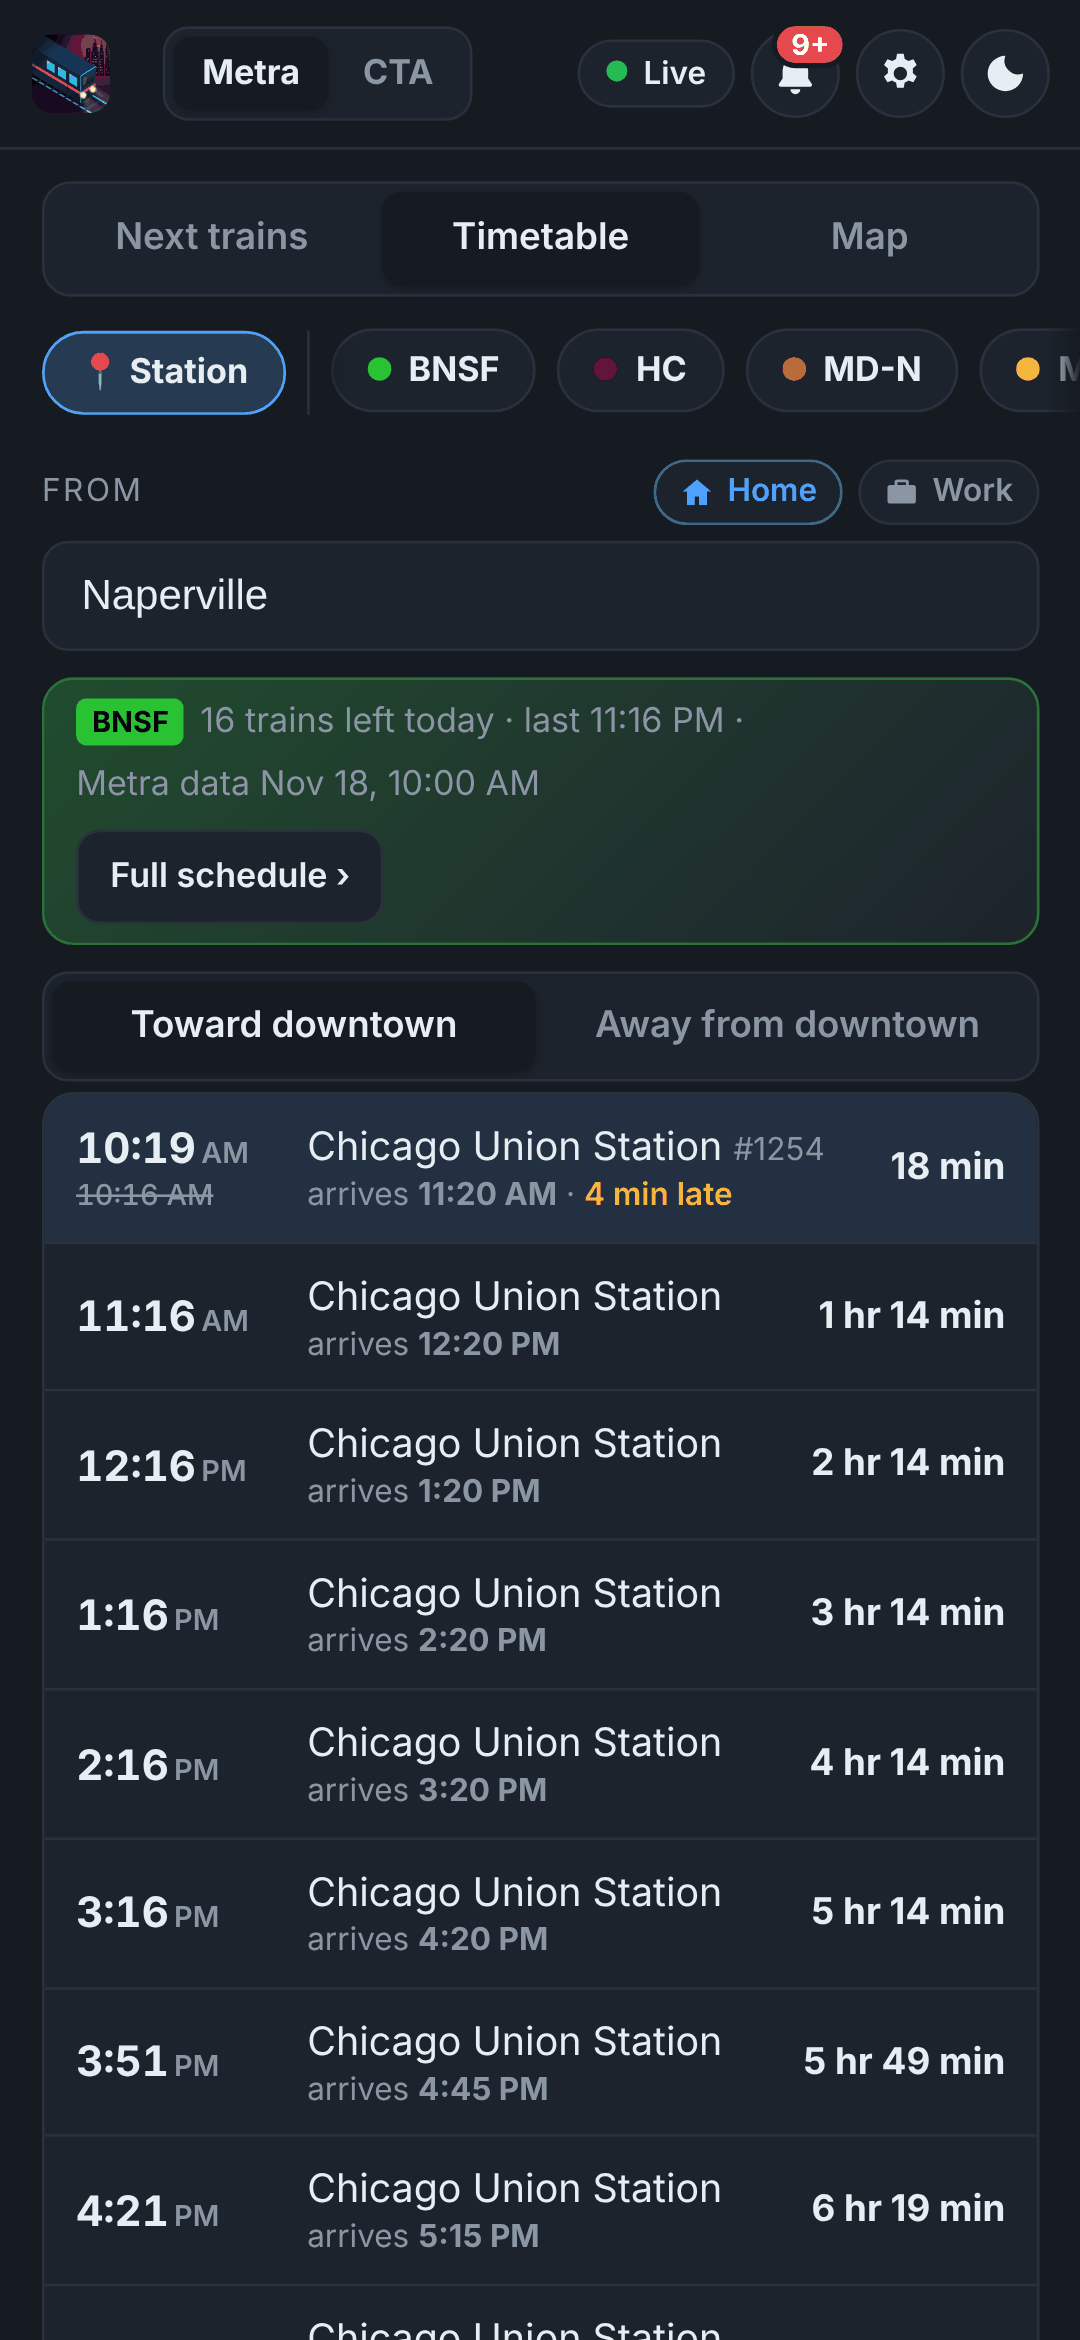 Metra CTA Live 9+
Next trains Timetable Map
Station BNSF HC MD-N M
FROM Home Work
Naperville
BNSF 16 trains left today · last 11:16 PM ·
Metra data Nov 18, 10:00 AM
Full schedule ›
Toward downtown Away from downtown
10:19 AM Chicago Union Station #1254 18 min
10:16 AM arrives 11:20 AM · 4 min late
11:16 AM Chicago Union Station 1 hr 14 min
arrives 12:20 PM
12:16 PM Chicago Union Station 2 hr 14 min
arrives 1:20 PM
1:16 PM Chicago Union Station 3 hr 14 min
arrives 2:20 PM
2:16 PM Chicago Union Station 4 hr 14 min
arrives 3:20 PM
3:16 PM Chicago Union Station 5 hr 14 min
arrives 4:20 PM
3:51 PM Chicago Union Station 5 hr 49 min
arrives 4:45 PM
4:21 PM Chicago Union Station 6 hr 19 min
arrives 5:15 PM
Chicago Union Station